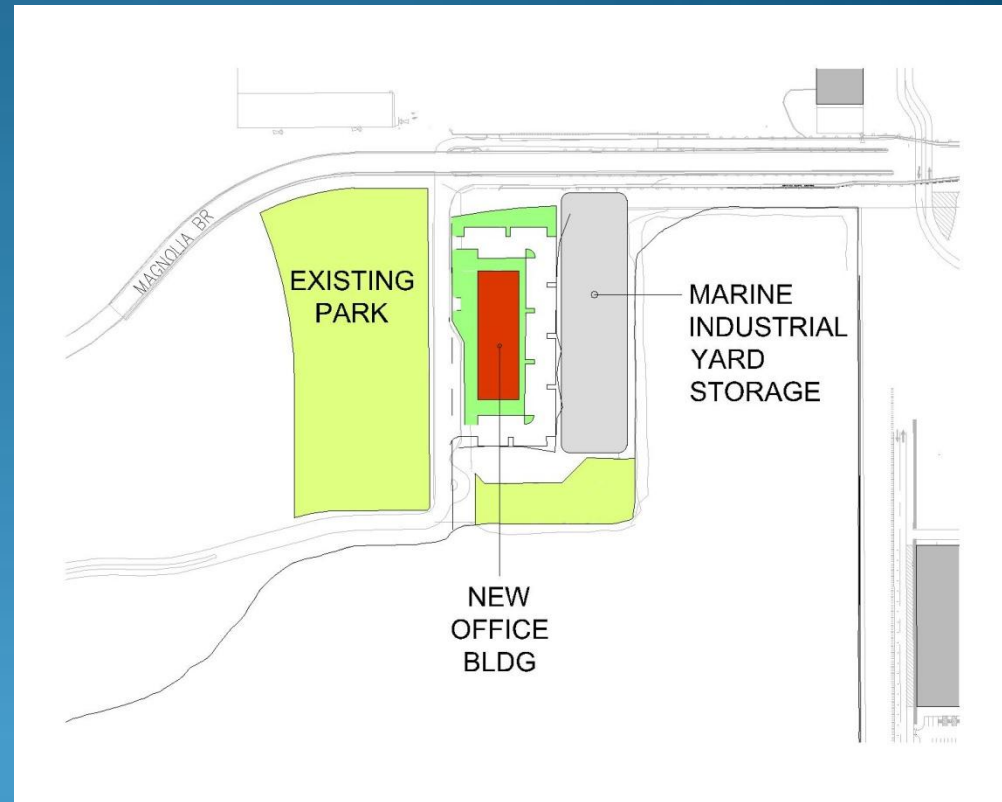 MAGNOLIA BR
EXISTING
PARK
MARINE
INDUSTRIAL
YARD
STORAGE
NEW
OFFICE
BLDG